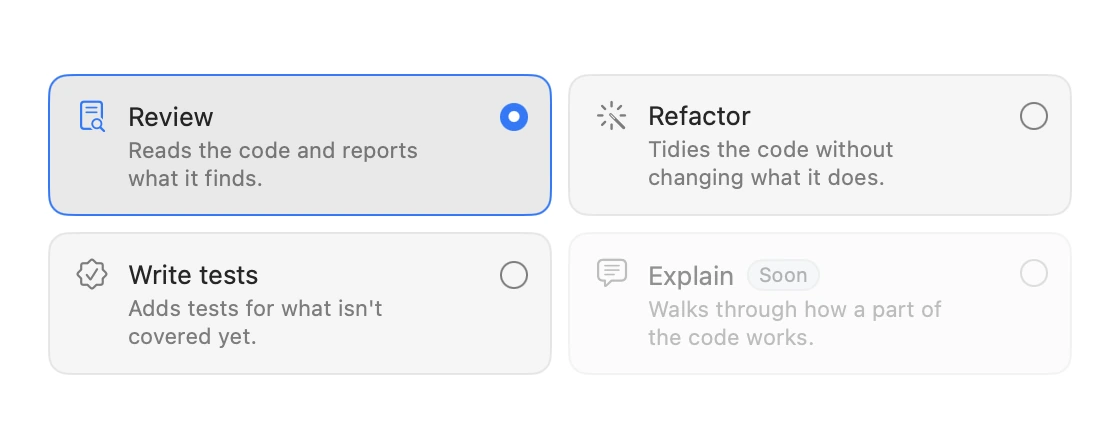 Review
Reads the code and reports
what it finds.
Refactor
Tidies the code without
changing what it does.
Write tests
Adds tests for what isn't
covered yet.
Explain Soon
Walks through how a part of
the code works.